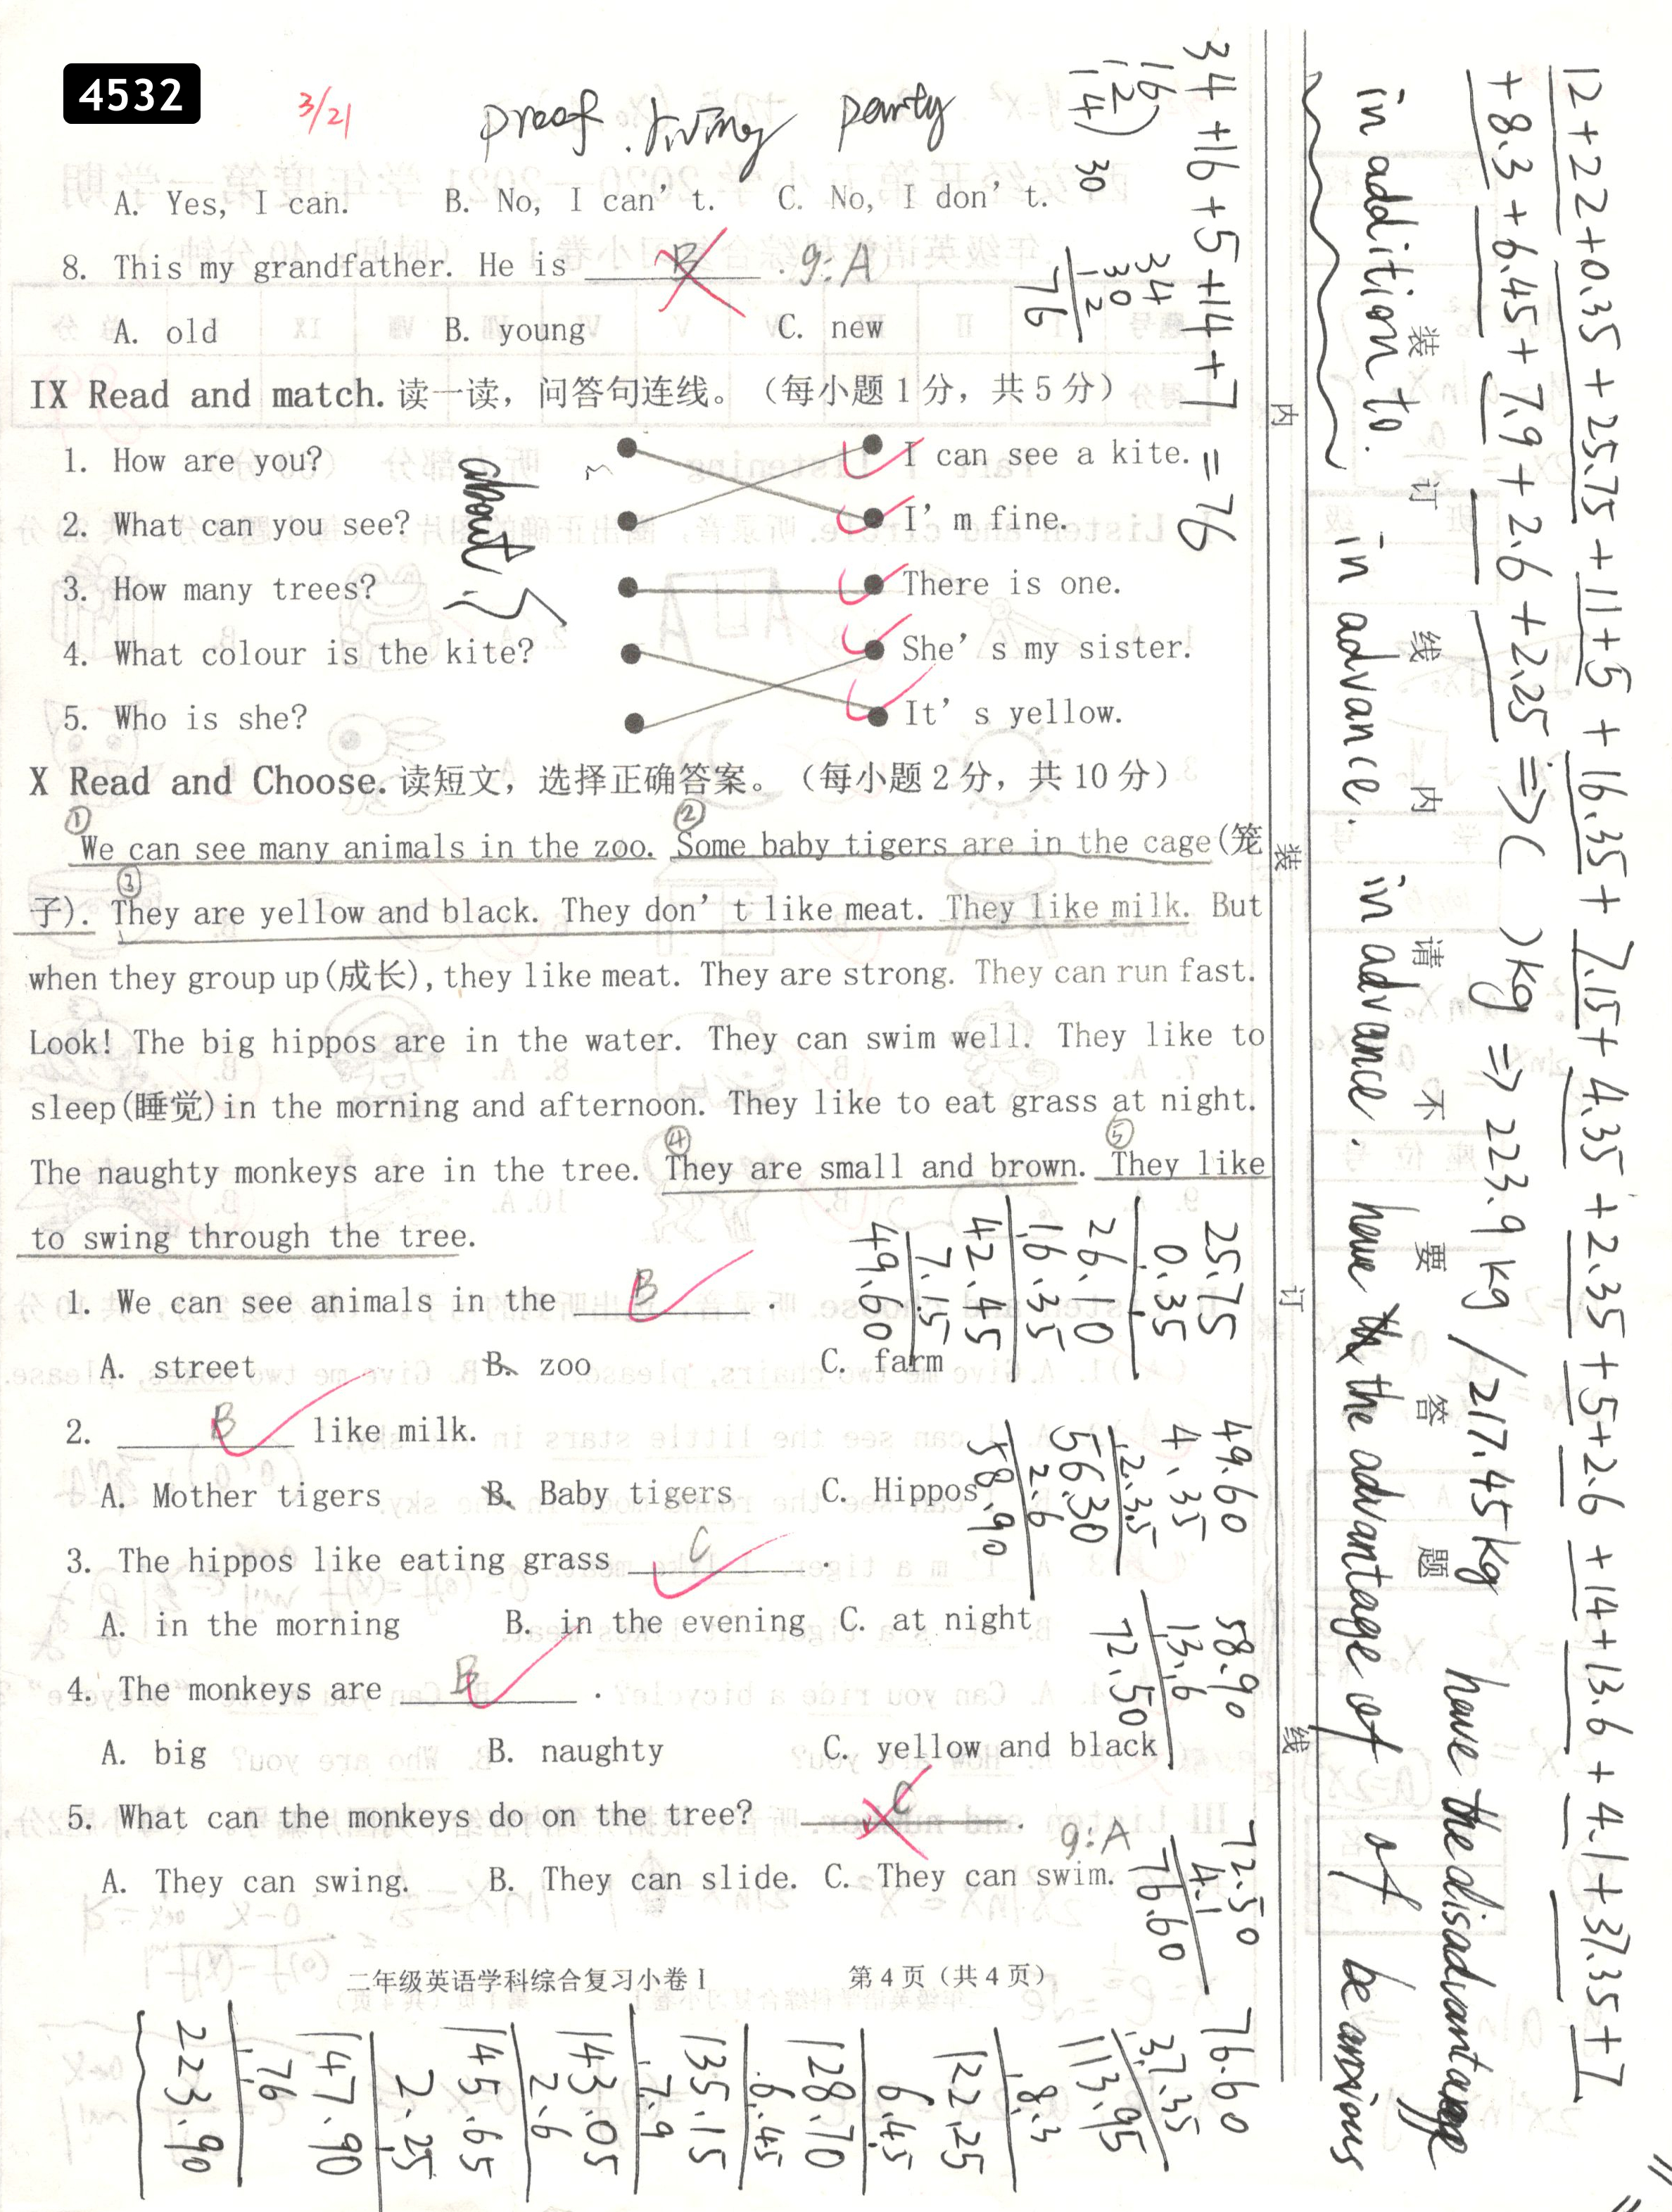 4532
3/21
proof. living party
A. Yes, I can. B. No, I can't. C. No, I don't.
8. This my grandfather. He is B . g: A
A. old B. young C. new
IX Read and match. 读一读，问答句连线。（每小题1分，共5分）
1. How are you? I can see a kite.
2. What can you see? I'm fine.
about
3. How many trees? There is one.
4. What colour is the kite? She's my sister.
5. Who is she? It's yellow.
X Read and Choose. 读短文，选择正确答案。（每小题2分，共10分）
① ②
We can see many animals in the zoo. Some baby tigers are in the cage(笼
③
子). They are yellow and black. They don't like meat. They like milk. But
when they group up(成长), they like meat. They are strong. They can run fast.
Look! The big hippos are in the water. They can swim well. They like to
sleep(睡觉)in the morning and afternoon. They like to eat grass at night.
④ ⑤
The naughty monkeys are in the tree. They are small and brown. They like
to swing through the tree.
1. We can see animals in the B .
A. street B. zoo C. farm
2. B like milk.
A. Mother tigers B. Baby tigers C. Hippos
3. The hippos like eating grass C .
A. in the morning B. in the evening C. at night
4. The monkeys are B .
A. big B. naughty C. yellow and black
5. What can the monkeys do on the tree? C . g: A
A. They can swing. B. They can slide. C. They can swim.
二年级英语学科综合复习小卷 I 第4页（共4页）
12+22+0.35+25.75+11+5+16.35+7.15+4.35+2.35+5+2.6+14+13.6+4.1+37.35+7
+8.3+6.45+7.9+2.6+2.25 => ( )kg => 223.9kg / 217.45kg
have the disadvantage
装 订 线 内 请 不 要 答 题
in addition to. in advance. in advance. have the advantage of of be anxious
内 装 订 线
34+16+5+14+7=76
16
12
14
30
34
30
12
76
25.75
0.35
26.10
16.35
42.45
7.15
49.60
49.60
4.35
2.35
56.30
2.6
58.90
58.90
13.6
72.50
72.50
4.1
76.60
76.60
37.35
113.95
8.3
122.25
6.45
128.70
6.45
135.15
7.9
143.05
2.6
145.65
2.25
147.90
76
223.90